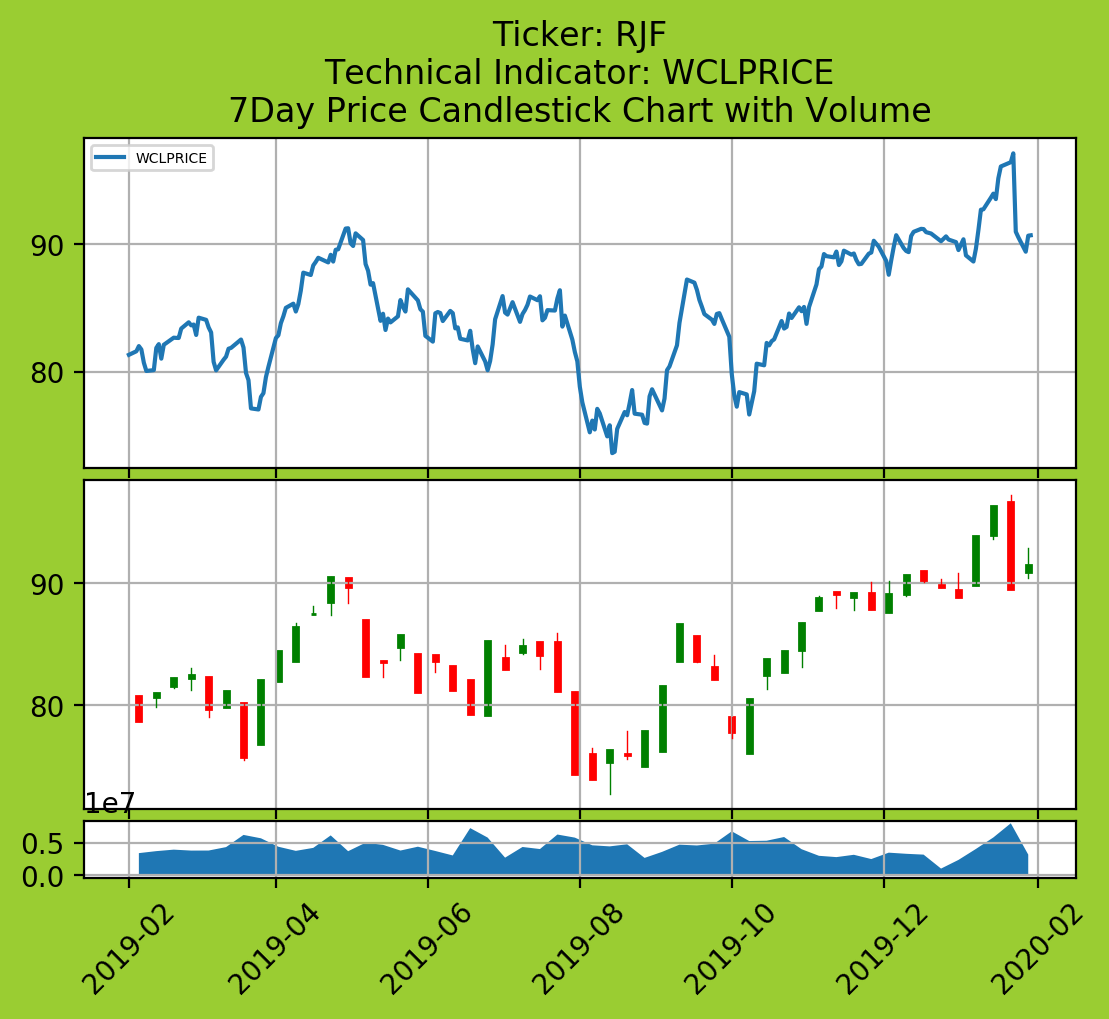 Ticker: RJF
Technical Indicator: WCLPRICE
7Day Price Candlestick Chart with Volume
WCLPRICE
90
80
90
80
1e7
0.5
0.0
2019-02
2019-04
2019-06
2019-08
2019-10
2019-12
2020-02